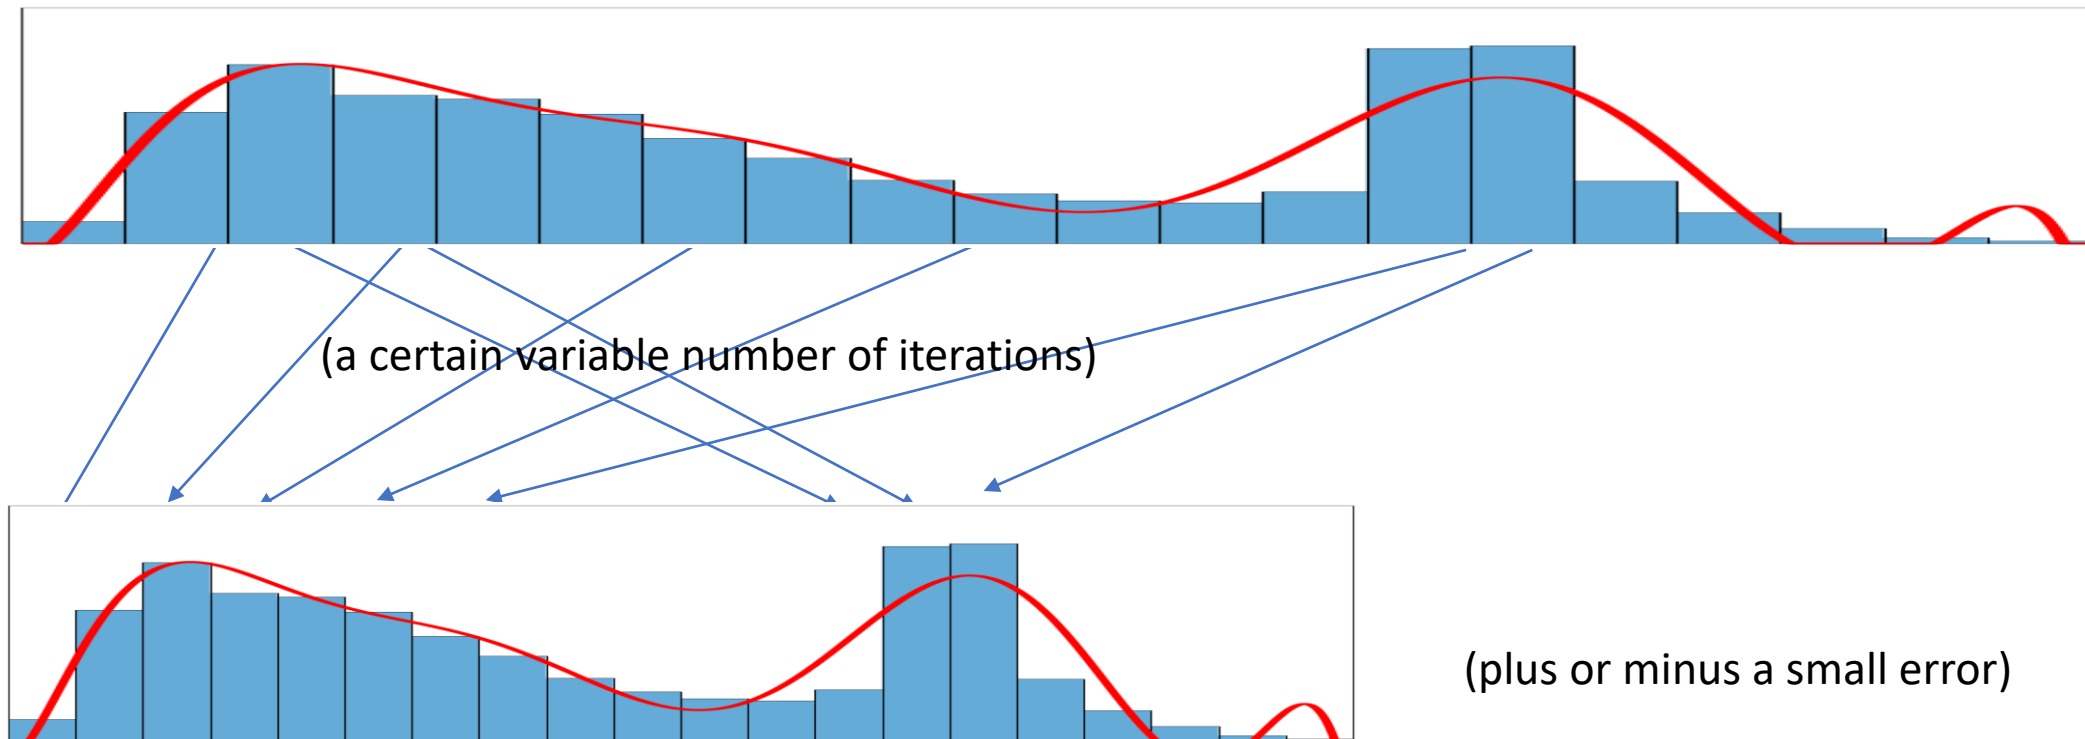 (a certain variable number of iterations)
(plus or minus a small error)